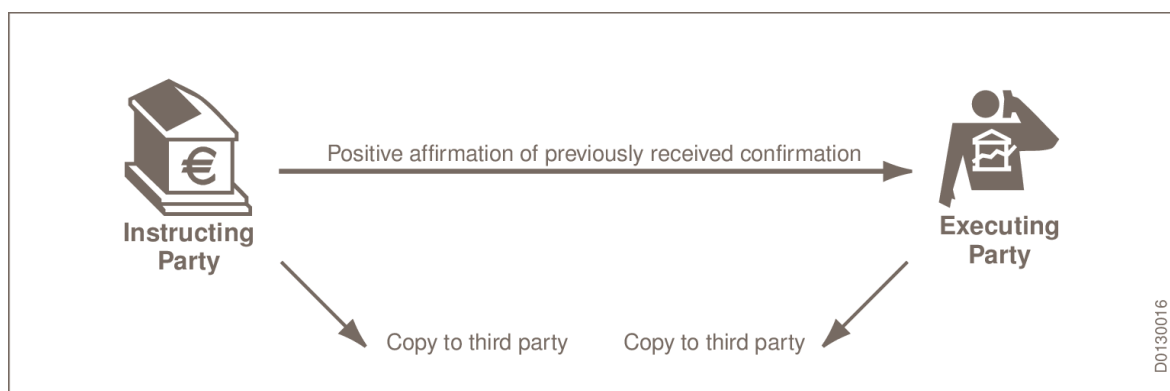 Positive affirmation of previously received confirmation
€
Instructing
Party
Executing
Party
Copy to third party
Copy to third party
D0130016